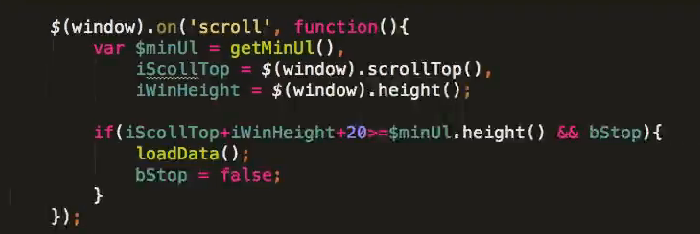 $(window).on('scroll', function(){
    var $minUl = getMinUl(),
        iScollTop = $(window).scrollTop(),
        iWinHeight = $(window).height();

    if(iScollTop+iWinHeight+20>=$minUl.height() && bStop){
        loadData();
        bStop = false;
    }
});